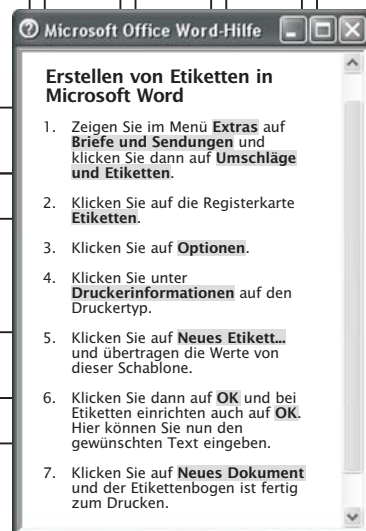 Microsoft Office Word-Hilfe
Erstellen von Etiketten in
Microsoft Word
1. Zeigen Sie im Menü Extras auf
Briefe und Sendungen und
klicken Sie dann auf Umschläge
und Etiketten.
2. Klicken Sie auf die Registerkarte
Etiketten.
3. Klicken Sie auf Optionen.
4. Klicken Sie unter
Druckerinformationen auf den
Druckertyp.
5. Klicken Sie auf Neues Etikett...
und übertragen die Werte von
dieser Schablone.
6. Klicken Sie dann auf OK und bei
Etiketten einrichten auch auf OK.
Hier können Sie nun den
gewünschten Text eingeben.
7. Klicken Sie auf Neues Dokument
und der Etikettenbogen ist fertig
zum Drucken.